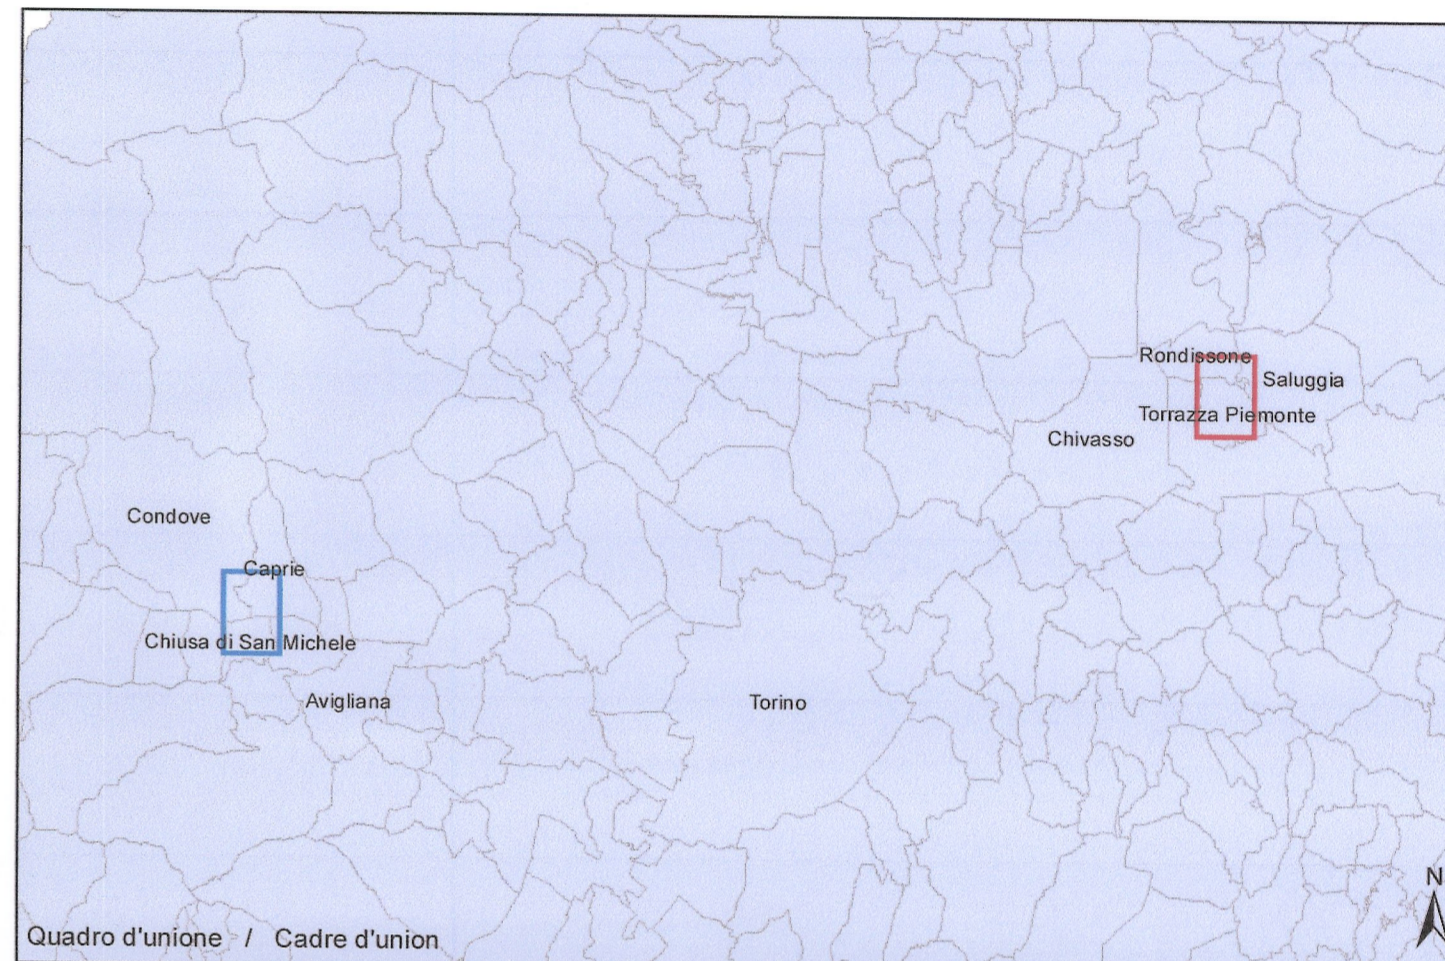 Rondissone
Saluggia
Torrazza Piemonte
Chivasso
Condove
Caprie
Chiusa di San Michele
Avigliana
Torino
N
Quadro d'unione / Cadre d'union